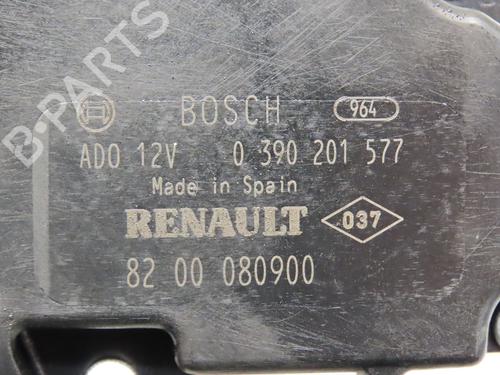 B-PARTS
BOSCH 964
ADO 12V 0 390 201 577
Made in Spain
RENAULT 037
82 00 080900